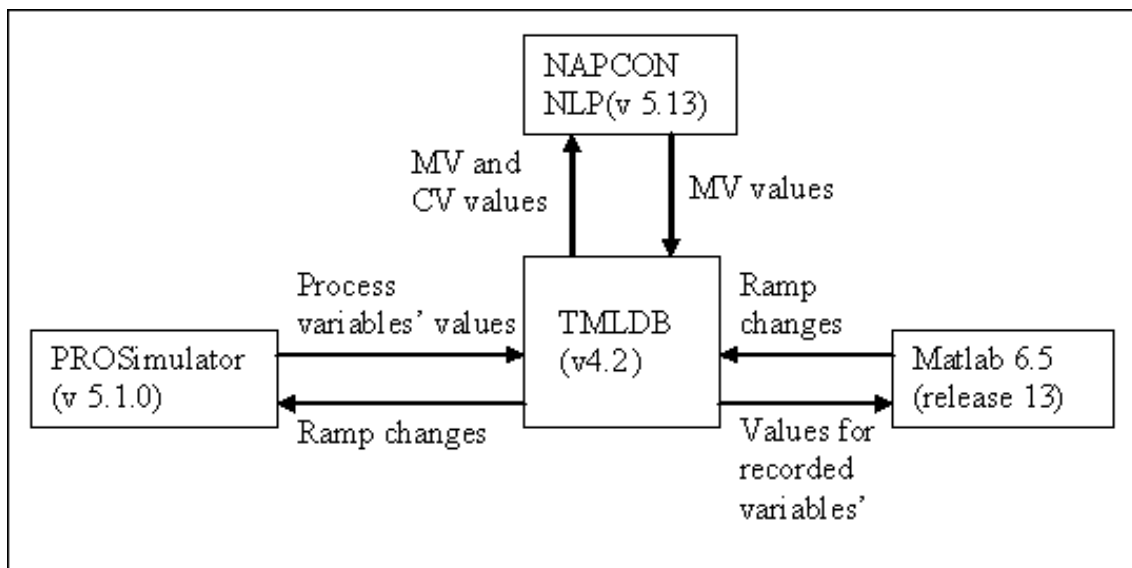 NAPCON
NLP(v 5.13)
MV and
CV values
MV values
Process
variables’ values
Ramp
changes
TMLDB
(v4.2)
PROSimulator
(v 5.1.0)
Matlab 6.5
(release 13)
Ramp changes
Values for
recorded
variables’